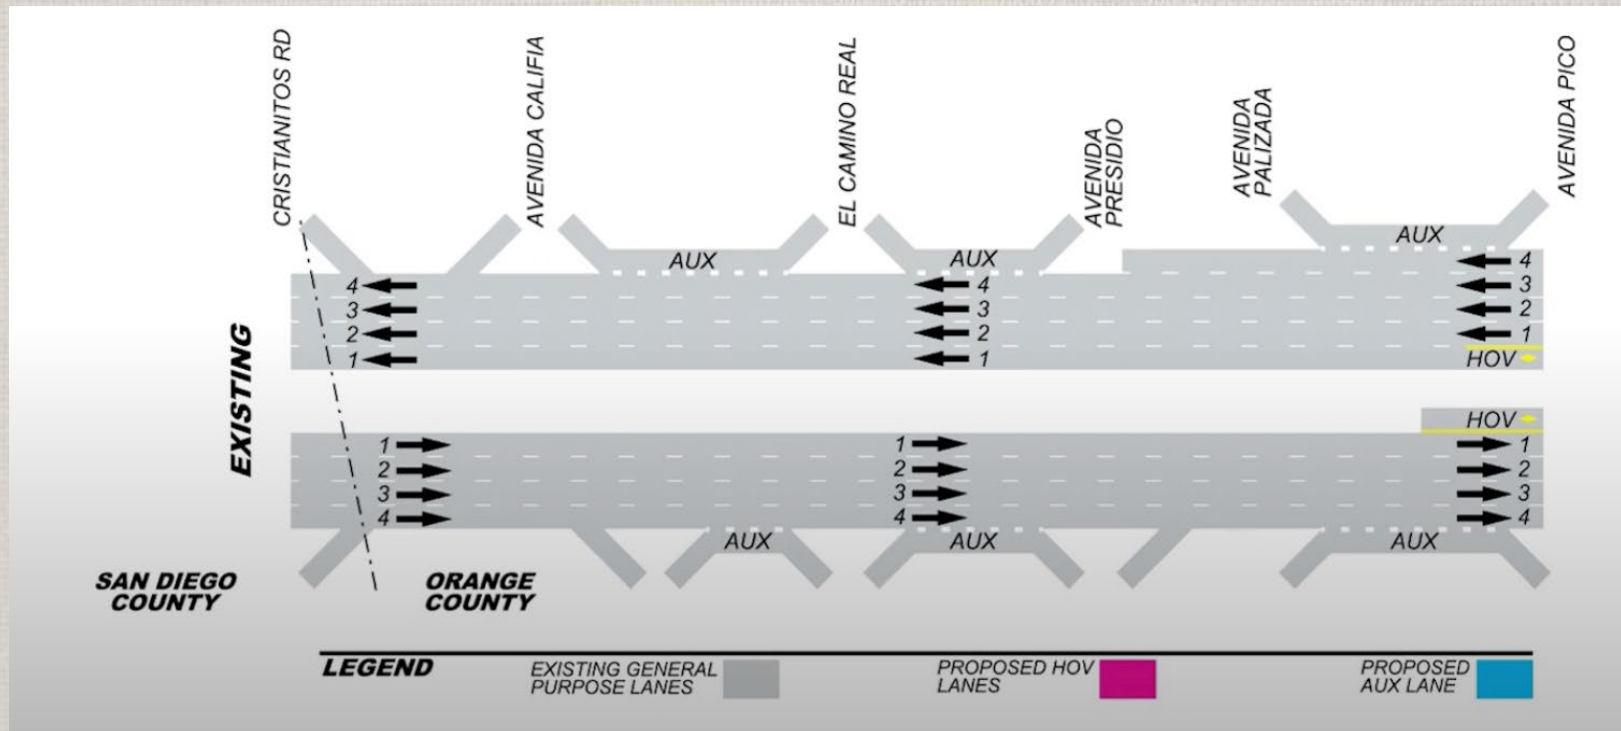 CRISTIANITOS RD
AVENIDA CALIFIA
EL CAMINO REAL
AVENIDA
PRESIDIO
AVENIDA
PALIZADA
AVENIDA PICO
AUX
AUX
AUX
4
3
2
1
4
3
2
1
4
3
2
1
HOV
EXISTING
HOV
1
2
3
4
1
2
3
4
1
2
3
4
AUX
AUX
AUX
SAN DIEGO
COUNTY
ORANGE
COUNTY
LEGEND
EXISTING GENERAL
PURPOSE LANES
PROPOSED HOV
LANES
PROPOSED
AUX LANE